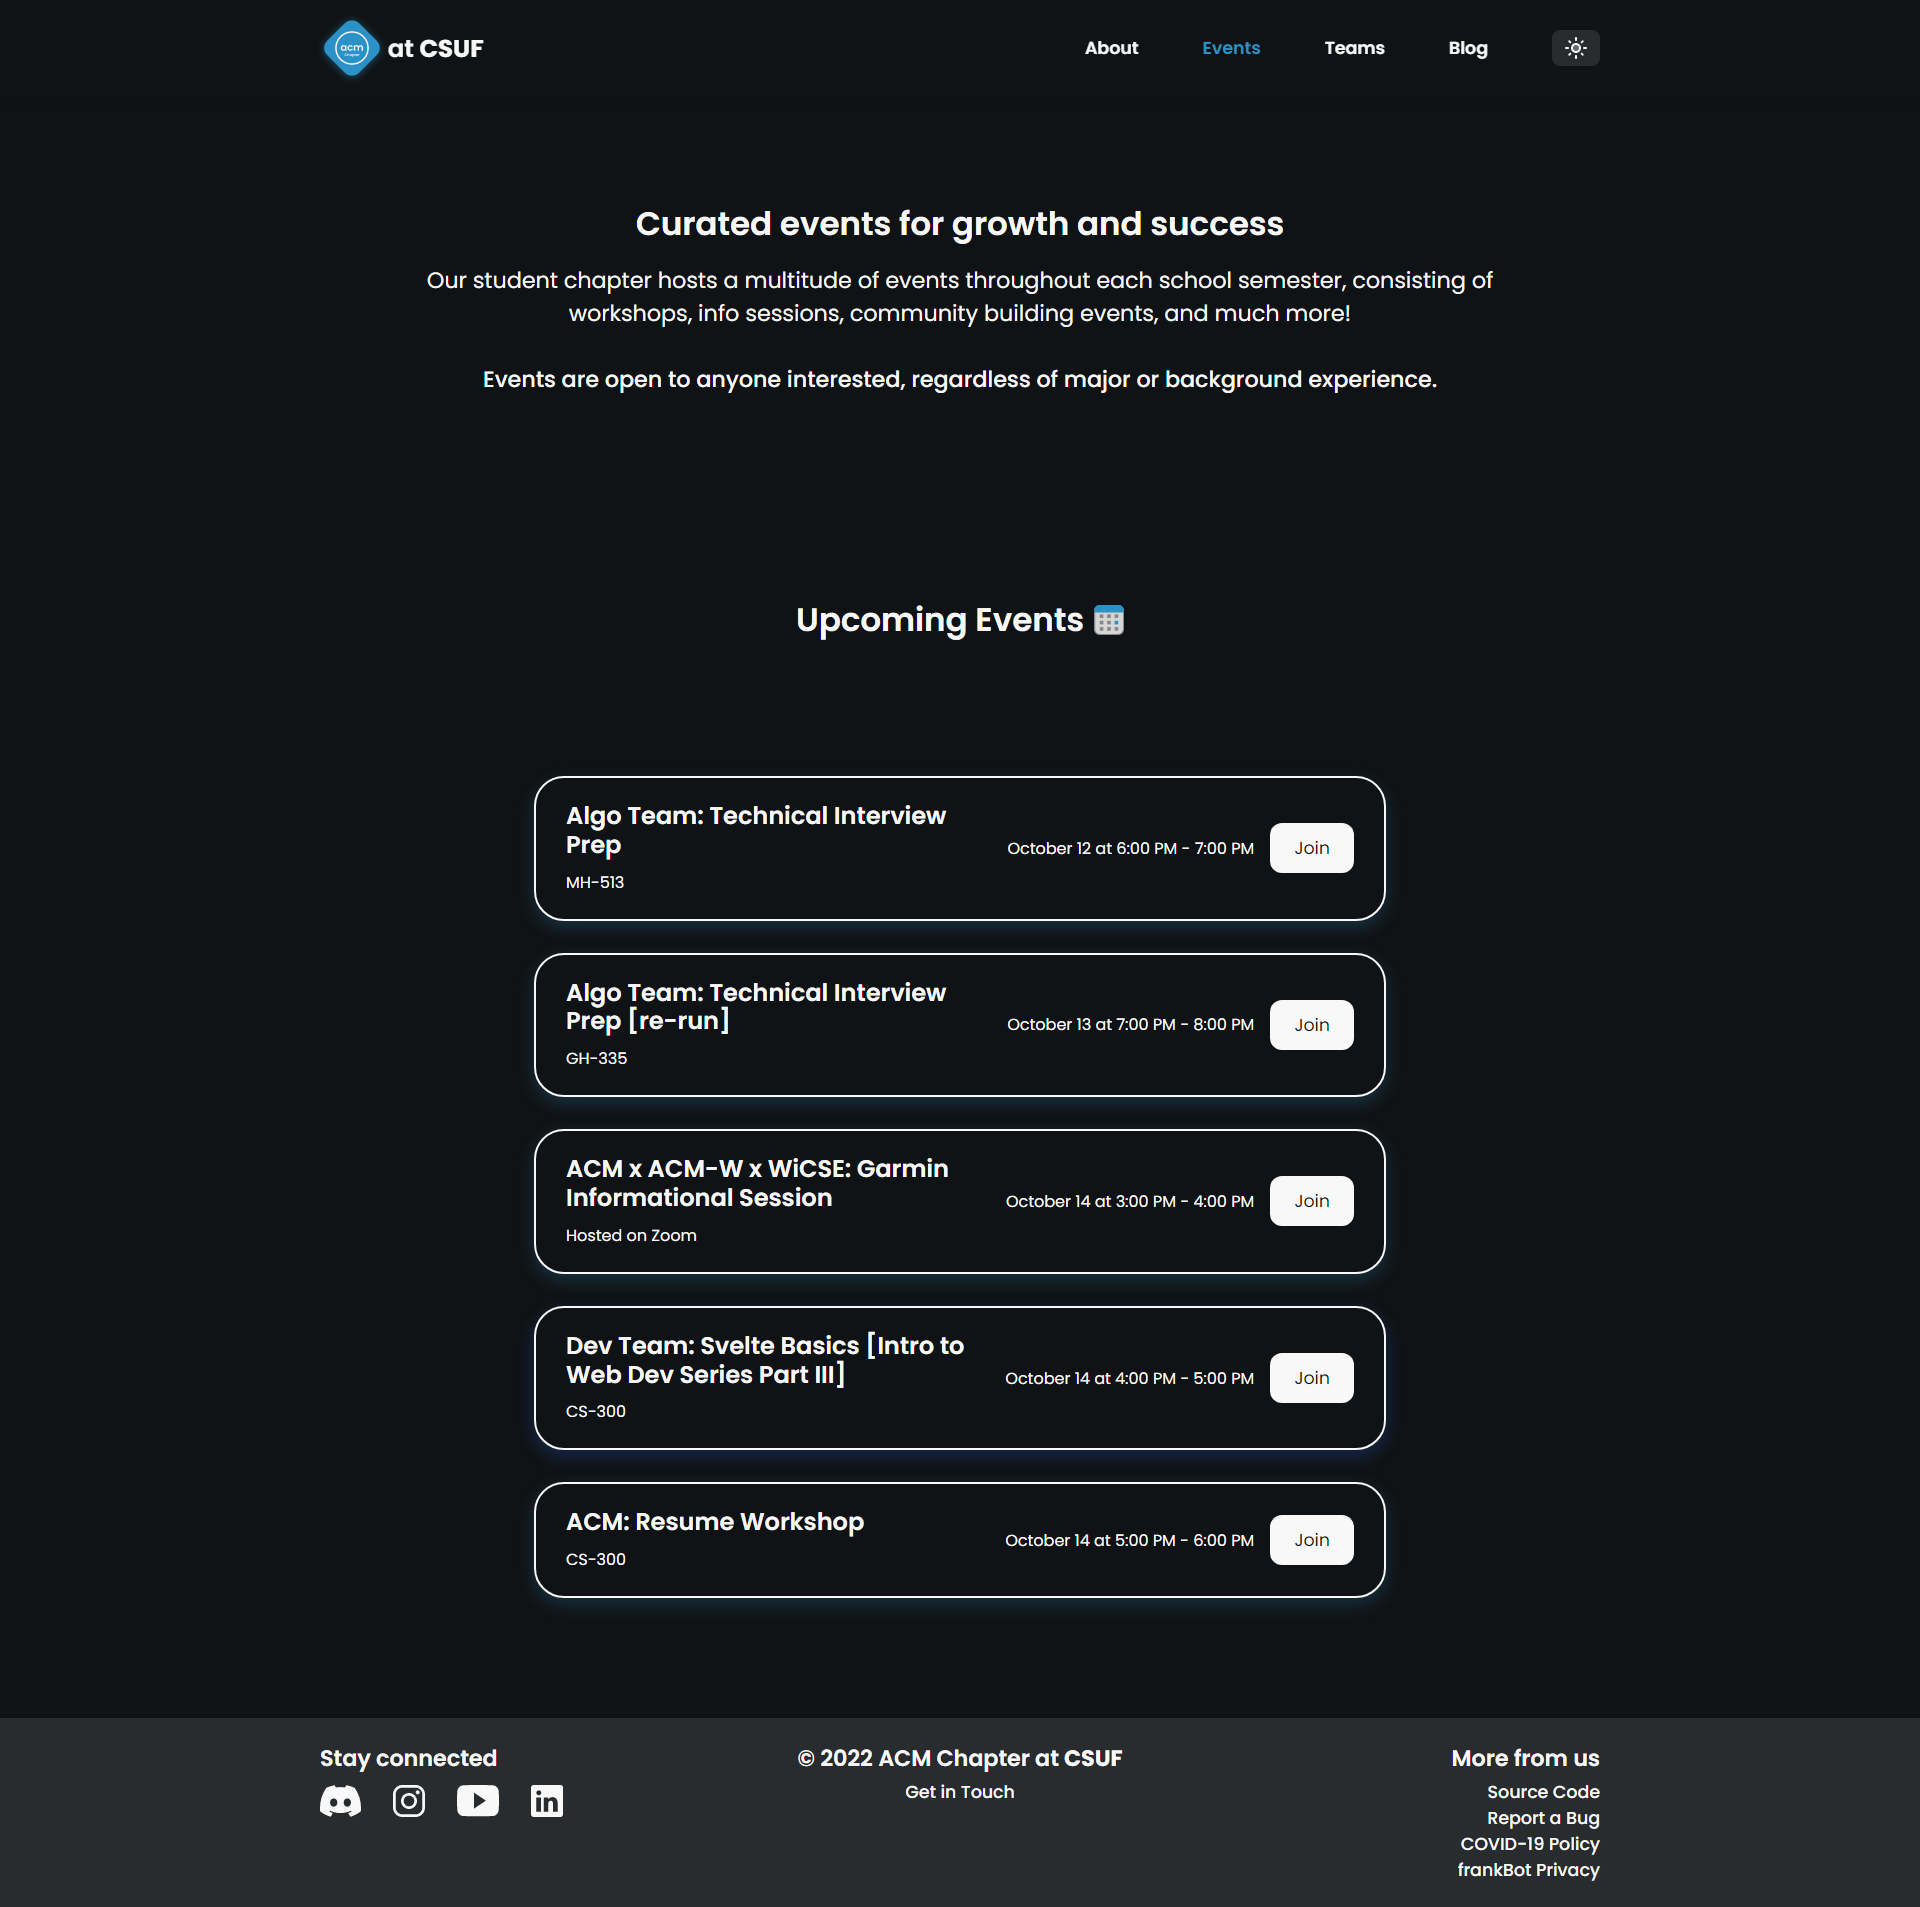 acm
at CSUF
About
Events
Teams
Blog
Curated events for growth and success
Our student chapter hosts a multitude of events throughout each school semester, consisting of
workshops, info sessions, community building events, and much more!
Events are open to anyone interested, regardless of major or background experience.
Upcoming Events
Algo Team: Technical Interview
Prep
MH-513
October 12 at 6:00 PM - 7:00 PM
Join
Algo Team: Technical Interview
Prep [re-run]
GH-335
October 13 at 7:00 PM - 8:00 PM
Join
ACM x ACM-W x WiCSE: Garmin
Informational Session
Hosted on Zoom
October 14 at 3:00 PM - 4:00 PM
Join
Dev Team: Svelte Basics [Intro to
Web Dev Series Part III]
CS-300
October 14 at 4:00 PM - 5:00 PM
Join
ACM: Resume Workshop
CS-300
October 14 at 5:00 PM - 6:00 PM
Join
Stay connected
© 2022 ACM Chapter at CSUF
Get in Touch
More from us
Source Code
Report a Bug
COVID-19 Policy
frankBot Privacy